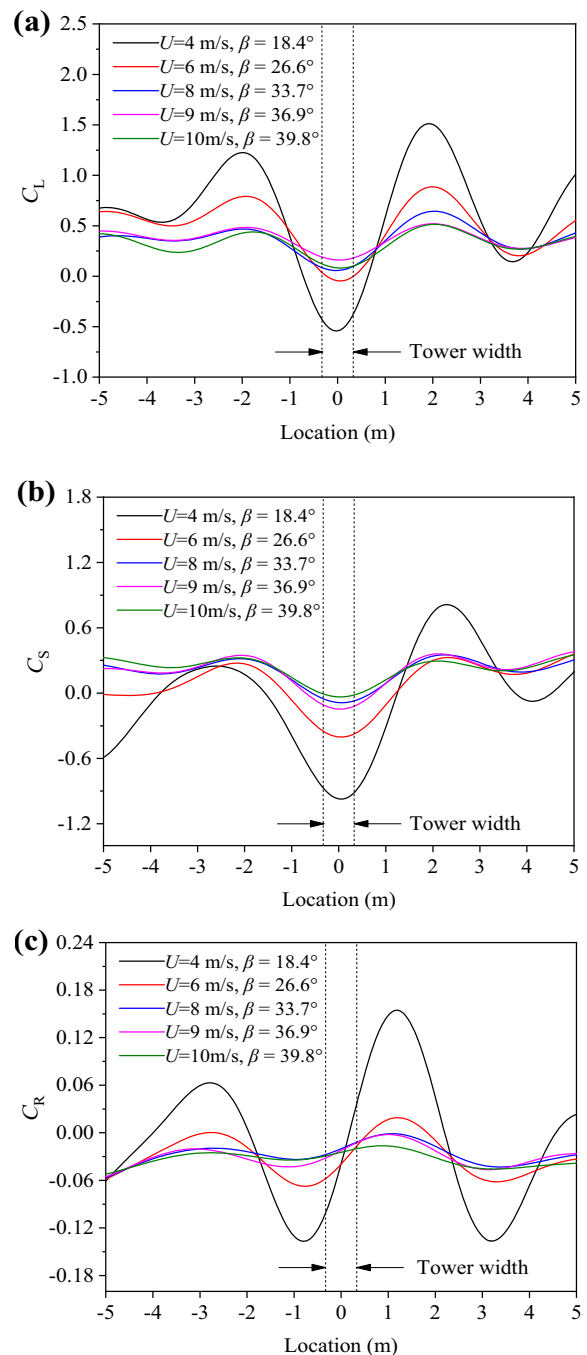 (a)
2.5
2.0
1.5
1.0
0.5
0.0
-0.5
-1.0
C_L
U=4 m/s, β = 18.4°
U=6 m/s, β = 26.6°
U=8 m/s, β = 33.7°
U=9 m/s, β = 36.9°
U=10m/s, β = 39.8°
Tower width
-5 -4 -3 -2 -1 0 1 2 3 4 5
Location (m)
(b)
1.8
1.2
0.6
0.0
-0.6
-1.2
C_S
U=4 m/s, β = 18.4°
U=6 m/s, β = 26.6°
U=8 m/s, β = 33.7°
U=9 m/s, β = 36.9°
U=10m/s, β = 39.8°
Tower width
-5 -4 -3 -2 -1 0 1 2 3 4 5
Location (m)
(c)
0.24
0.18
0.12
0.06
0.00
-0.06
-0.12
-0.18
C_R
U=4 m/s, β = 18.4°
U=6 m/s, β = 26.6°
U=8 m/s, β = 33.7°
U=9 m/s, β = 36.9°
U=10m/s, β = 39.8°
Tower width
-5 -4 -3 -2 -1 0 1 2 3 4 5
Location (m)